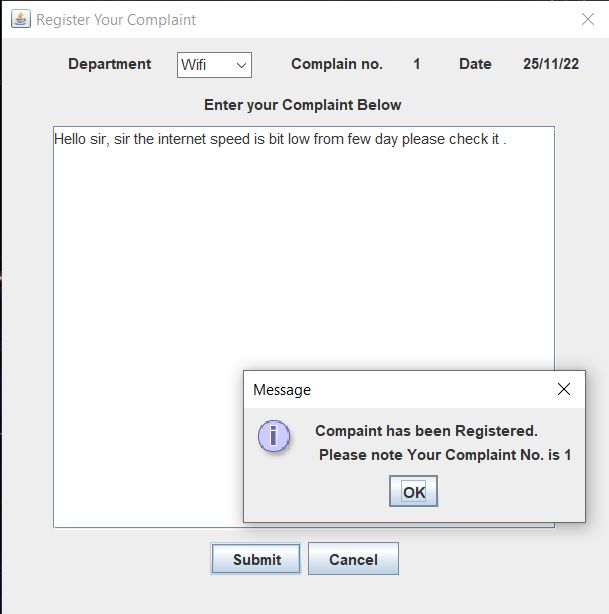 Register Your Complaint
Department Wifi Complain no. 1 Date 25/11/22
Enter your Complaint Below
Hello sir, sir the internet speed is bit low from few day please check it .
Message
Compaint has been Registered.
Please note Your Complaint No. is 1
OK
Submit Cancel